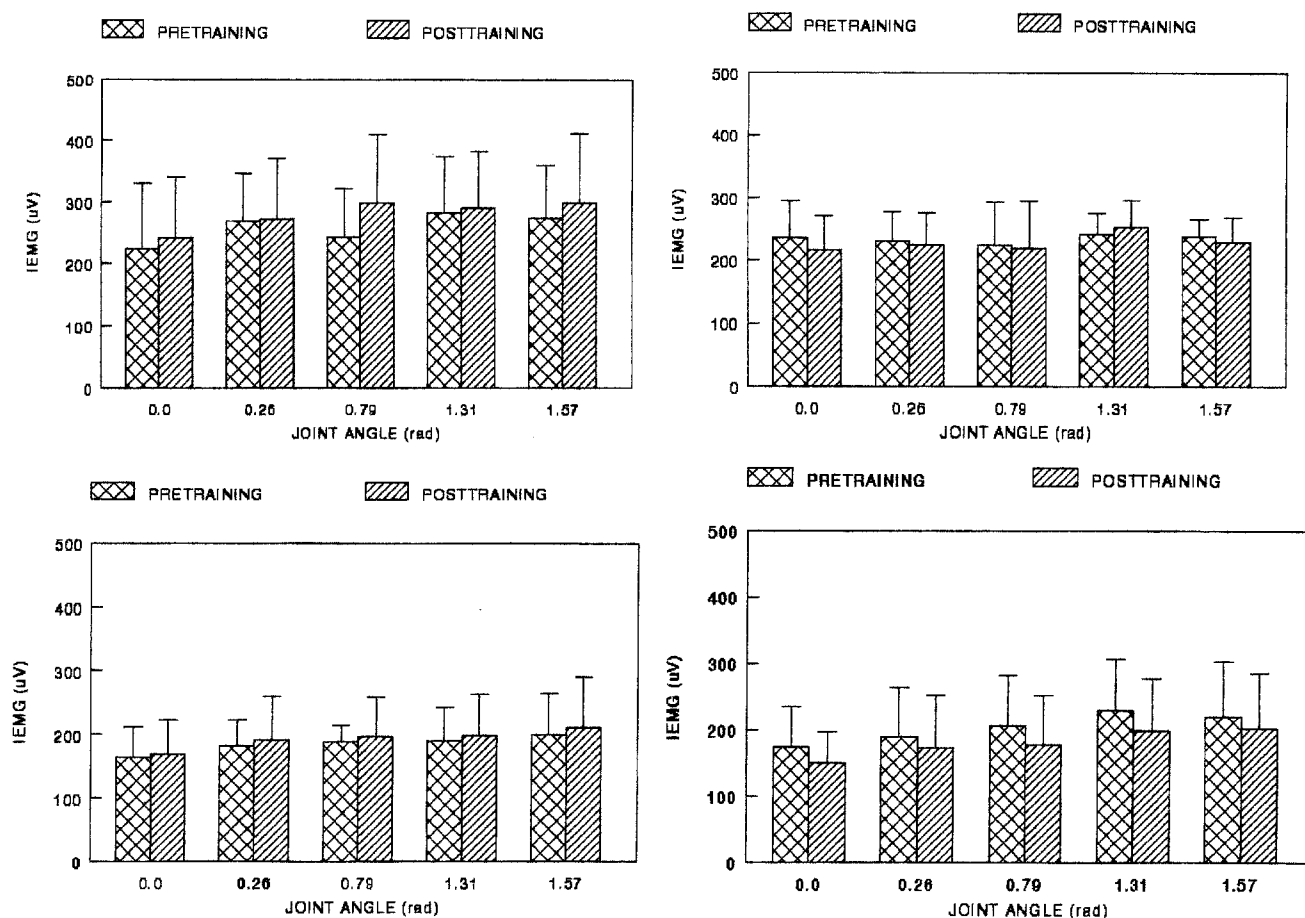 PRETRAINING POSTTRAINING
500
400
300
200
100
0
IEMG (uV)
0.0 0.26 0.79 1.31 1.57
JOINT ANGLE (rad)
PRETRAINING POSTTRAINING
500
400
300
200
100
0
IEMG (uV)
0.0 0.26 0.79 1.31 1.57
JOINT ANGLE (rad)
PRETRAINING POSTTRAINING
500
400
300
200
100
0
IEMG (uV)
0.0 0.26 0.79 1.31 1.57
JOINT ANGLE (rad)
PRETRAINING POSTTRAINING
500
400
300
200
100
0
IEMG (uV)
0.0 0.26 0.79 1.31 1.57
JOINT ANGLE (rad)